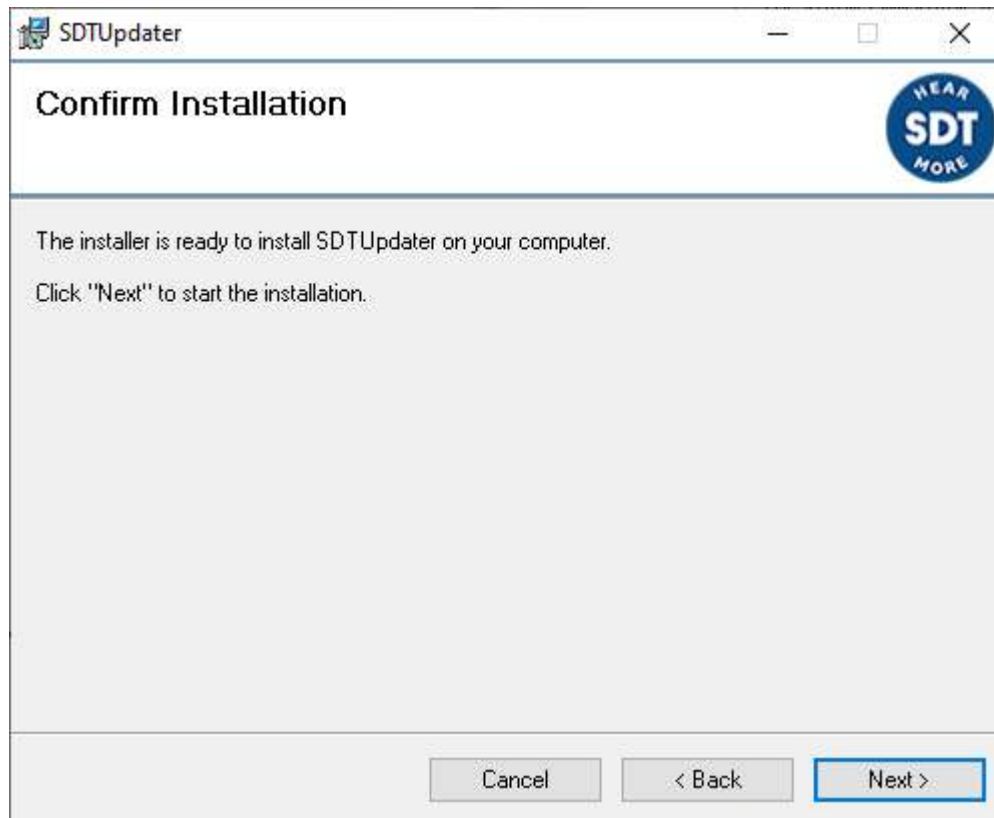 SDTUpdater
Confirm Installation
HEAR
SDT
MORE
The installer is ready to install SDTUpdater on your computer.
Click "Next" to start the installation.
Cancel
< Back
Next >